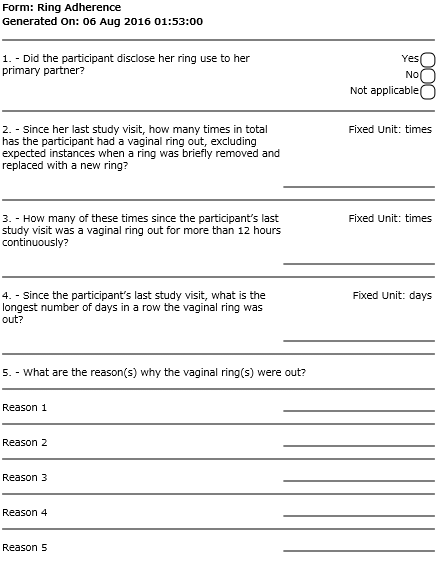 Form: Ring Adherence
Generated On: 06 Aug 2016 01:53:00
1. - Did the participant disclose her ring use to her
primary partner?
Yes
No
Not applicable
2. - Since her last study visit, how many times in total
has the participant had a vaginal ring out, excluding
expected instances when a ring was briefly removed and
replaced with a new ring?
Fixed Unit: times
3. - How many of these times since the participant's last
study visit was a vaginal ring out for more than 12 hours
continuously?
Fixed Unit: times
4. - Since the participant's last study visit, what is the
longest number of days in a row the vaginal ring was
out?
Fixed Unit: days
5. - What are the reason(s) why the vaginal ring(s) were out?
Reason 1
Reason 2
Reason 3
Reason 4
Reason 5